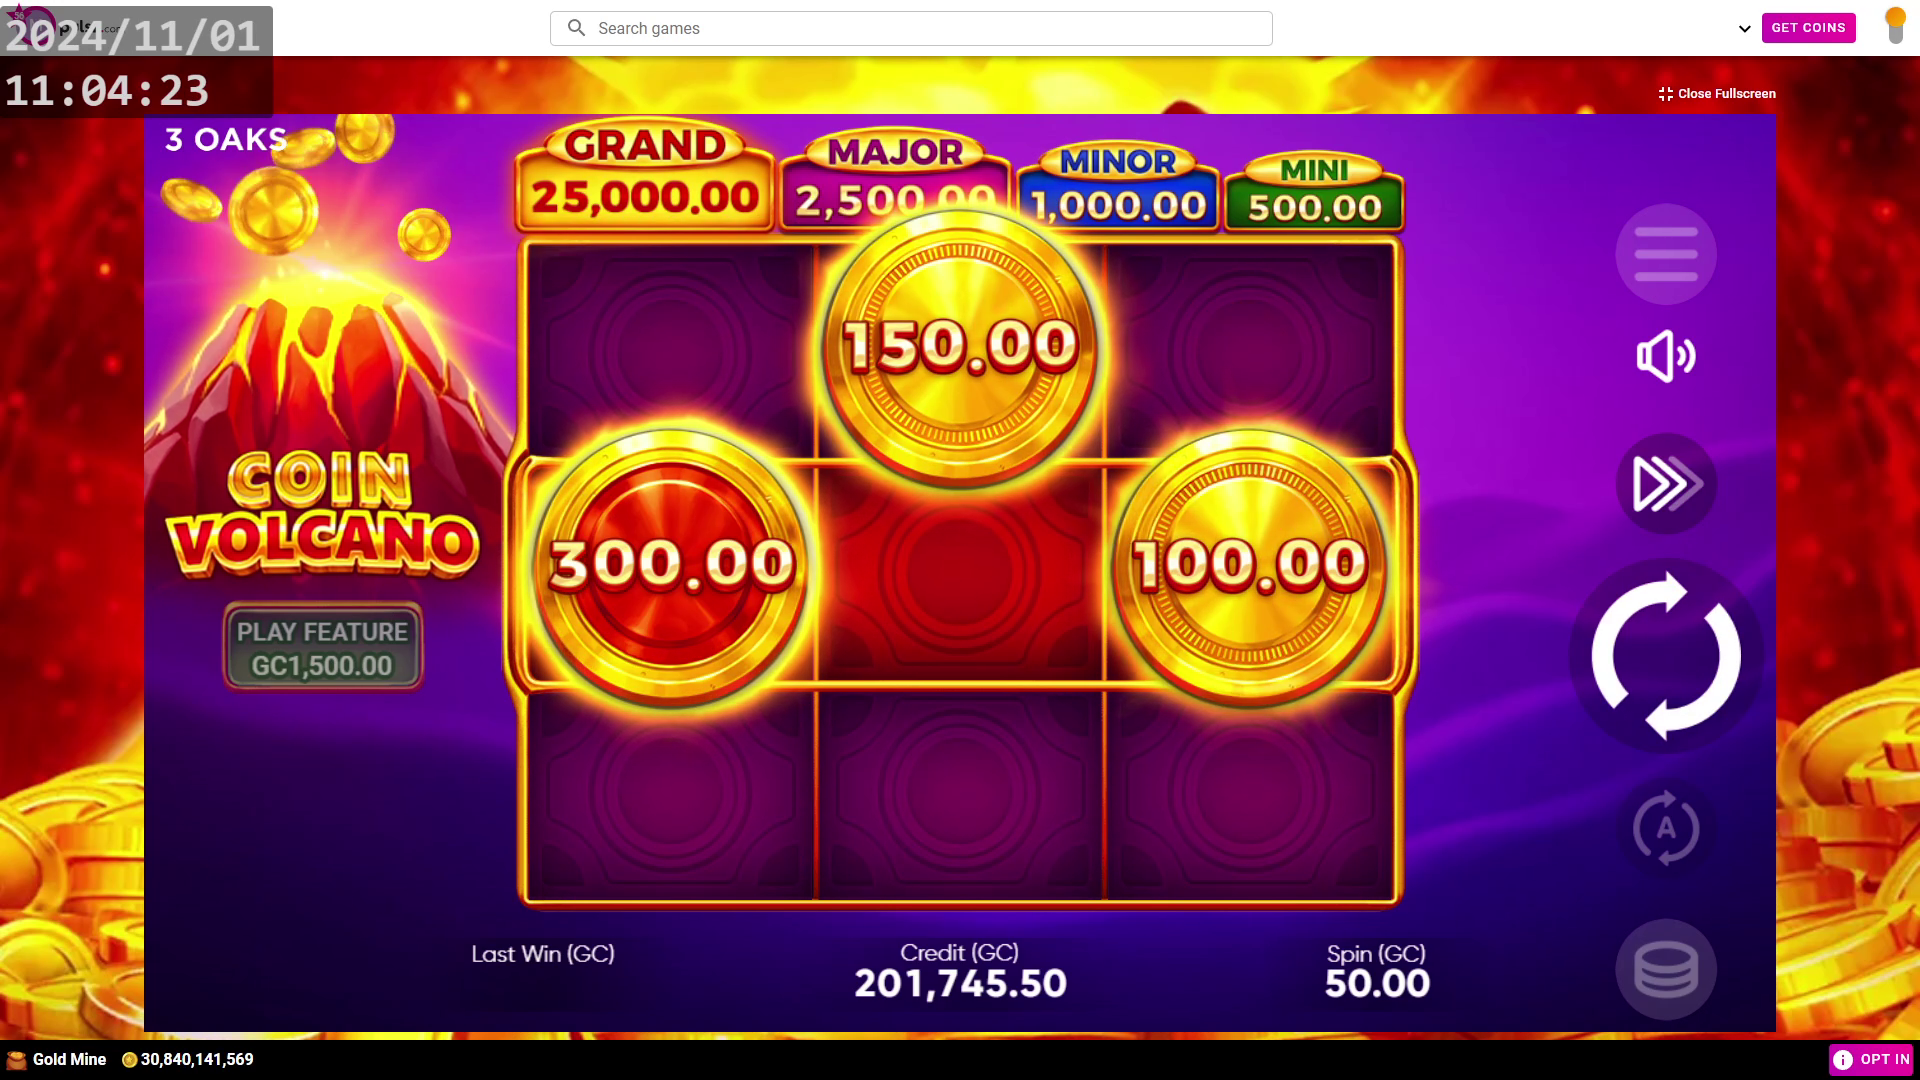 2024/11/01
11:04:23
Search games
GET COINS
Close Fullscreen
3 OAKS
GRAND
25,000.00
MAJOR
2,500.00
MINOR
1,000.00
MINI
500.00
150.00
300.00
100.00
COIN
VOLCANO
PLAY FEATURE
GC1,500.00
A
Last Win (GC)
Credit (GC)
201,745.50
Spin (GC)
50.00
Gold Mine
30,840,141,569
OPT IN